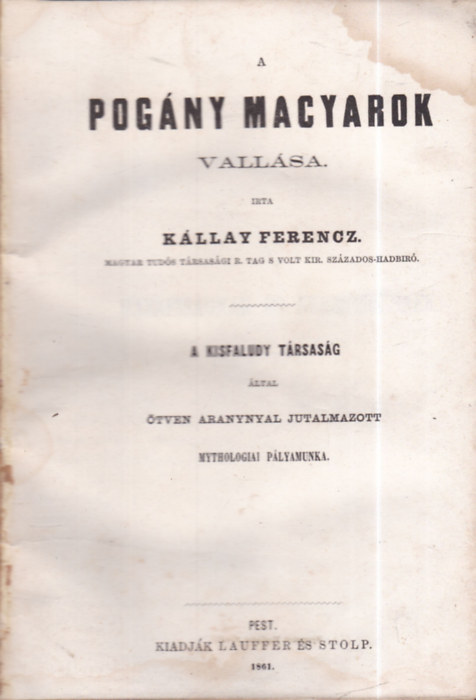 A
POGÁNY MAGYAROK
VALLÁSA.
IRTA
KÁLLAY FERENCZ.
MAGYAR TUDÓS TÁRSASÁGI R. TAG S VOLT KIR. SZÁZADOS-HADBIRÓ.
A KISFALUDY TÁRSASÁG
ÁLTAL
ÖTVEN ARANYNYAL JUTALMAZOTT
MYTHOLOGIAI PÁLYAMUNKA.
PEST.
KIADJÁK LAUFFER ÉS STOLP.
1861.